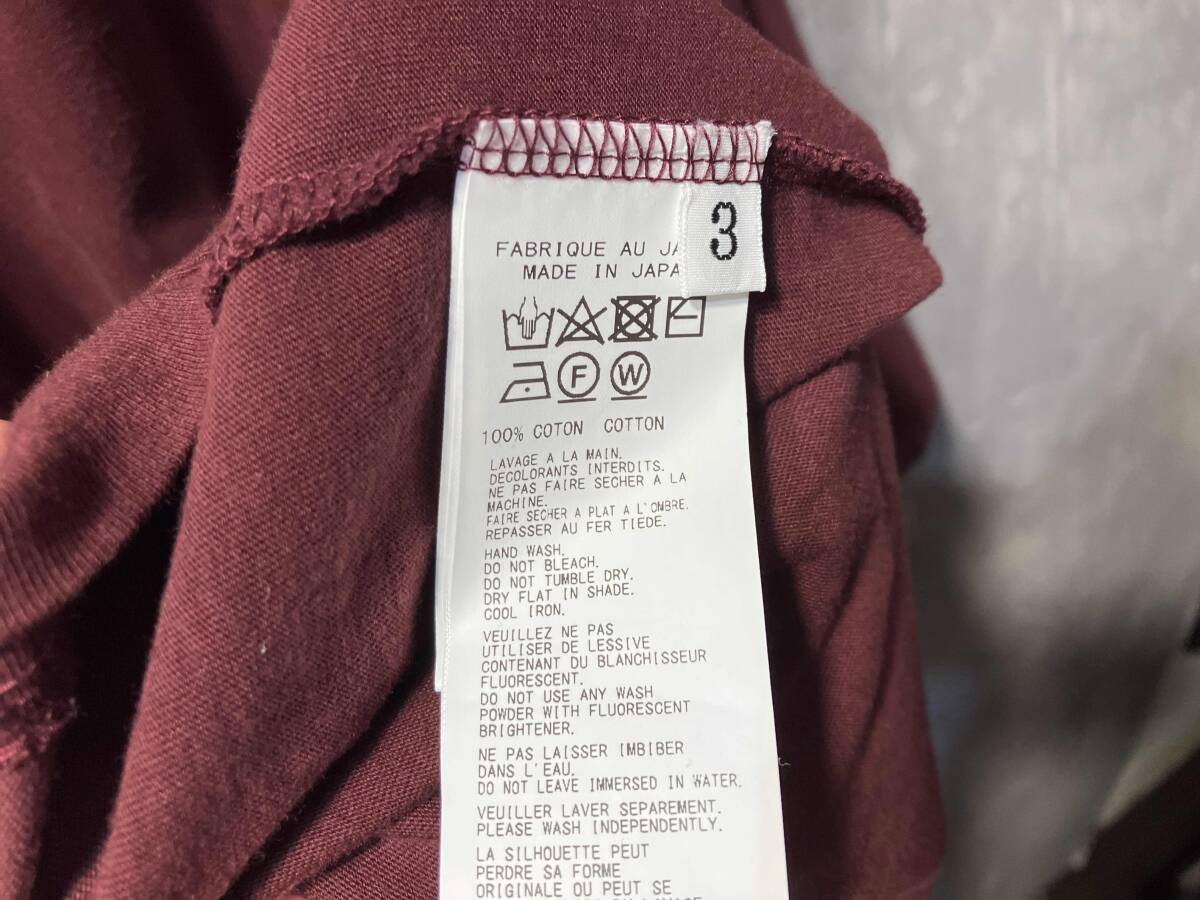 3
FABRIQUE AU JA
MADE IN JAPA
F W
100% COTON COTTON
LAVAGE A LA MAIN.
DECOLORANTS INTERDITS.
NE PAS FAIRE SECHER A LA
MACHINE.
FAIRE SECHER A PLAT A L'OMBRE.
REPASSER AU FER TIEDE.
HAND WASH.
DO NOT BLEACH.
DO NOT TUMBLE DRY.
DRY FLAT IN SHADE.
COOL IRON.
VEUILLEZ NE PAS
UTILISER DE LESSIVE
CONTENANT DU BLANCHISSEUR
FLUORESCENT.
DO NOT USE ANY WASH
POWDER WITH FLUORESCENT
BRIGHTENER.
NE PAS LAISSER IMBIBER
DANS L'EAU.
DO NOT LEAVE IMMERSED IN WATER.
VEUILLER LAVER SEPAREMENT.
PLEASE WASH INDEPENDENTLY.
LA SILHOUETTE PEUT
PERDRE SA FORME
ORIGINALE OU PEUT SE